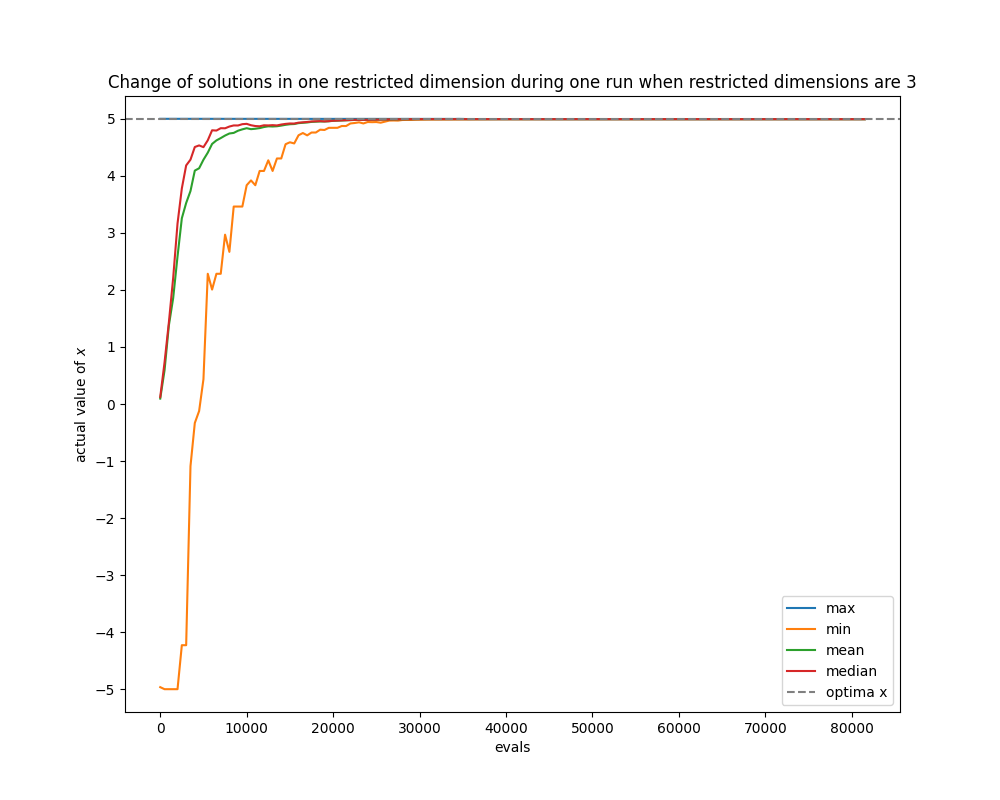 Change of solutions in one restricted dimension during one run when restricted dimensions are 3
actual value of x
5
4
3
2
1
0
−1
−2
−3
−4
−5
0 10000 20000 30000 40000 50000 60000 70000 80000
evals
max
min
mean
median
optima x